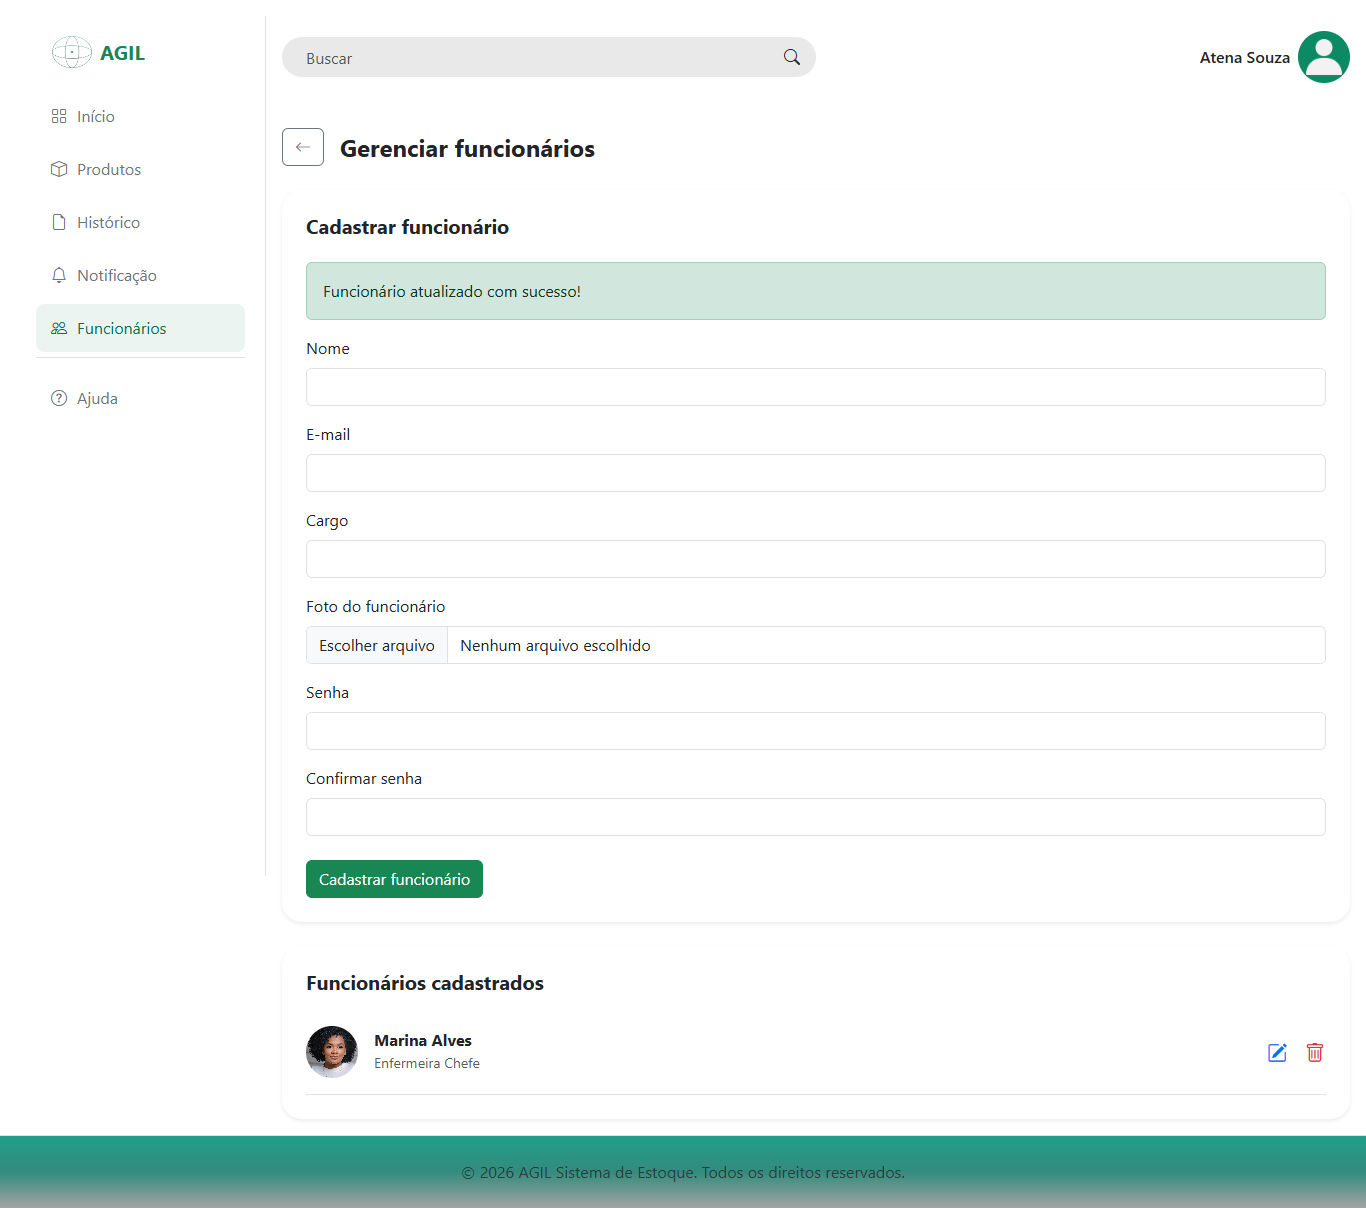 AGIL
Início
Produtos
Histórico
Notificação
Funcionários
Ajuda
Buscar
Atena Souza
Gerenciar funcionários
Cadastrar funcionário
Funcionário atualizado com sucesso!
Nome
E-mail
Cargo
Foto do funcionário
Escolher arquivo Nenhum arquivo escolhido
Senha
Confirmar senha
Cadastrar funcionário
Funcionários cadastrados
Marina Alves
Enfermeira Chefe
© 2026 AGIL Sistema de Estoque. Todos os direitos reservados.